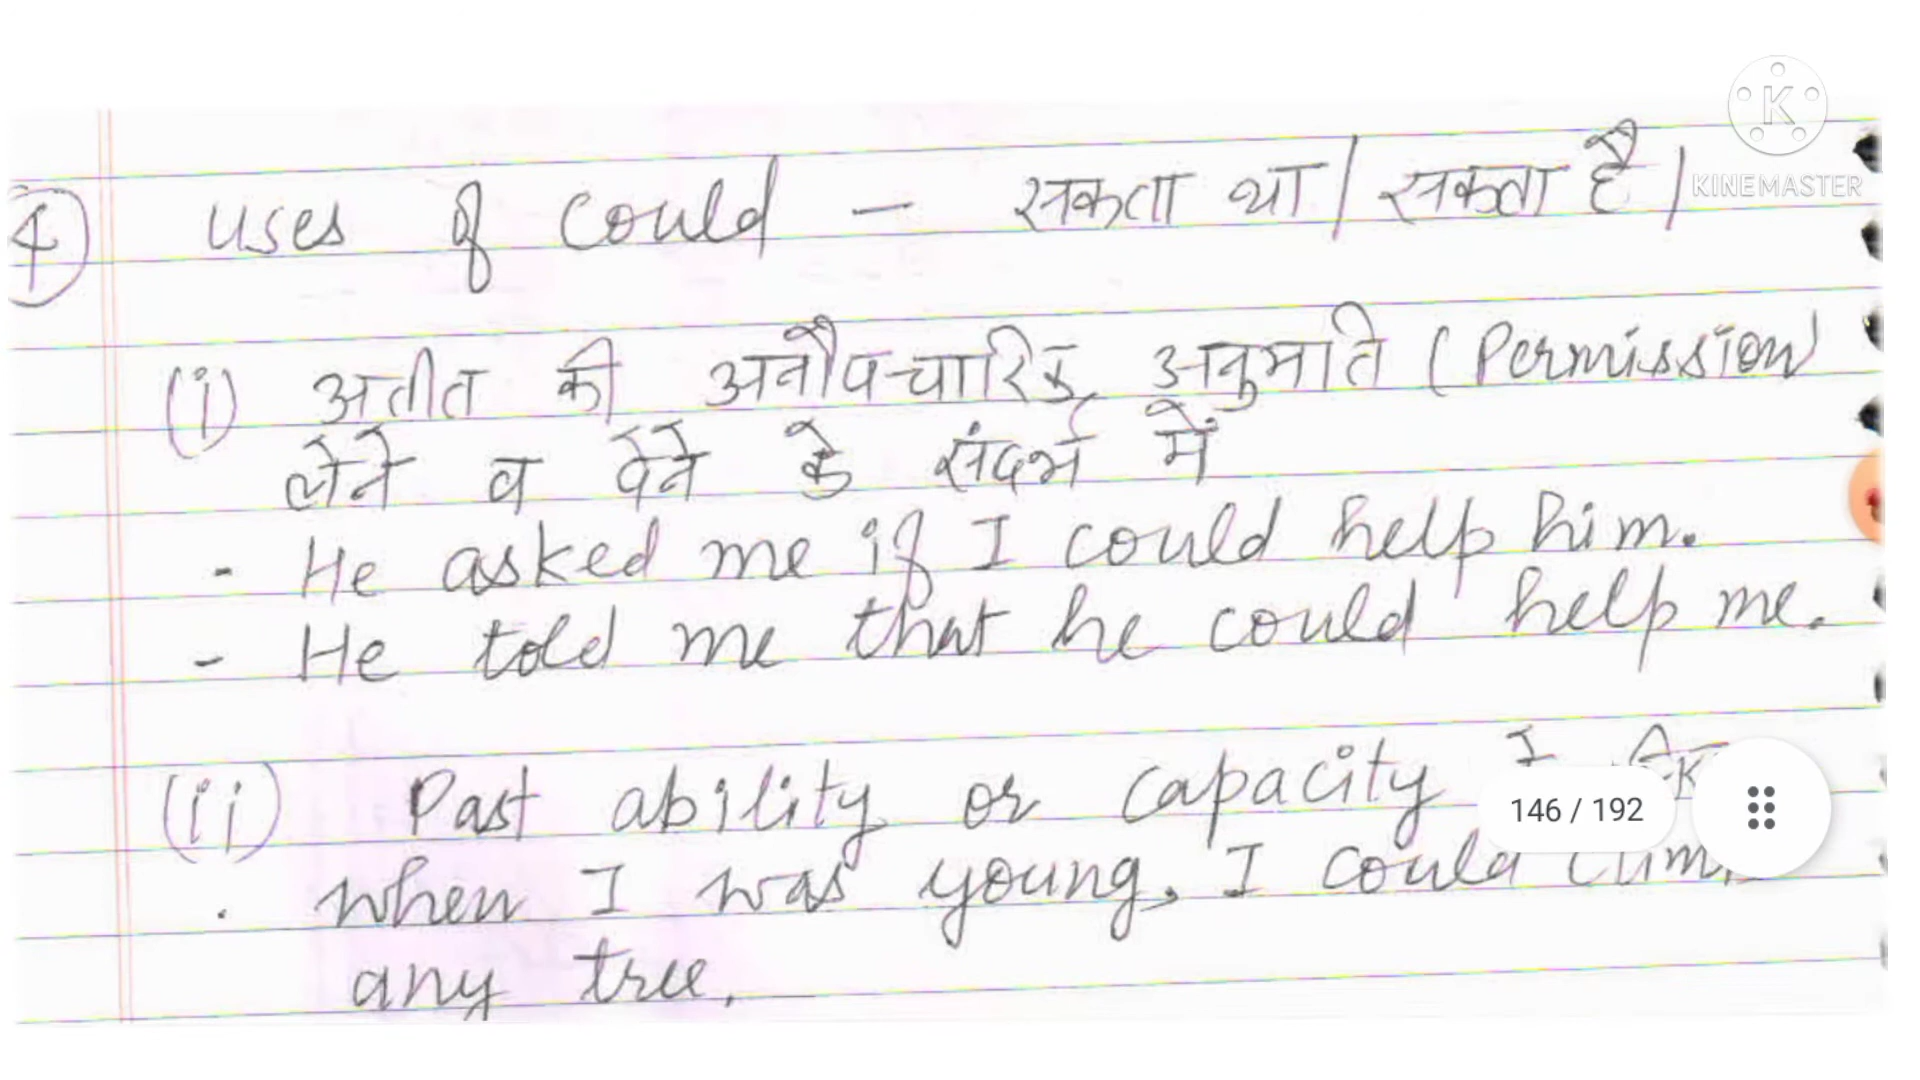 K
KINEMASTER
④ uses of could – सकता था / सकता है।
(i) अतीत की अनौपचारिक अनुमति (Permission)
लेने व देने के संदर्भ में
- He asked me if I could help him.
- He told me that he could help me.
(ii) Past ability or capacity
146 / 192
. when I was young, I could
any tree.